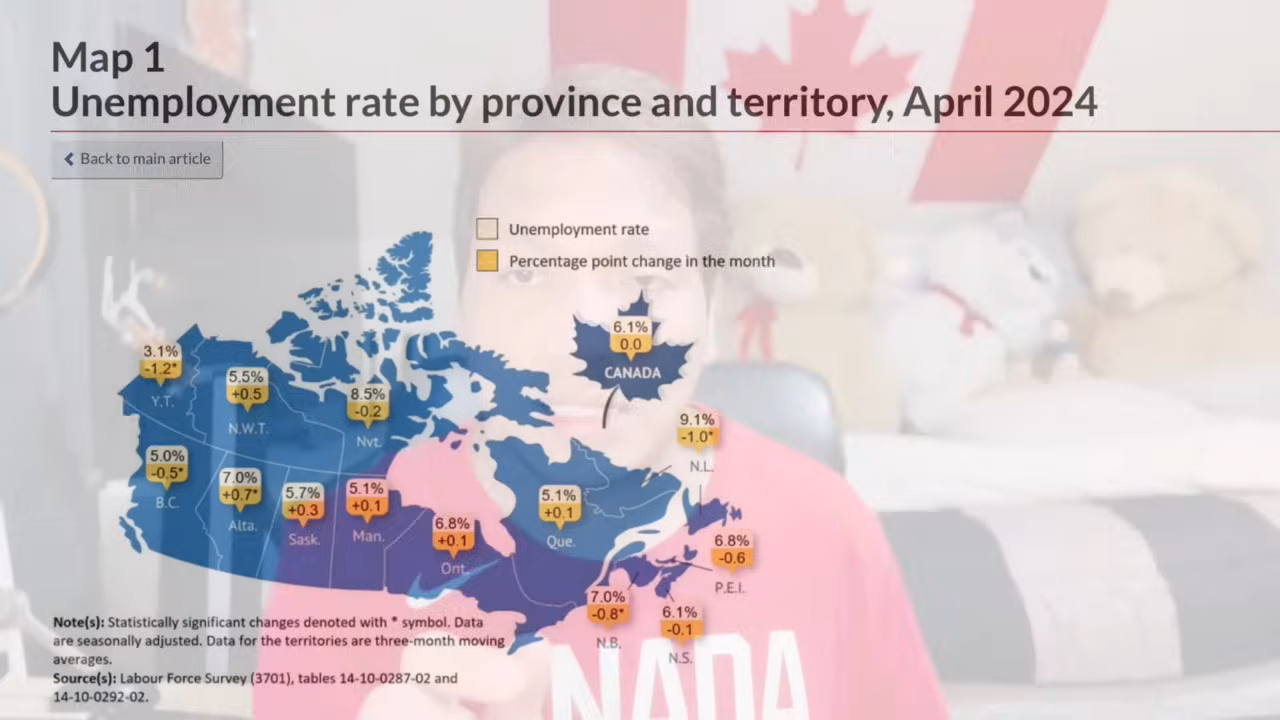 Map 1
Unemployment rate by province and territory, April 2024
Back to main article
Unemployment rate
Percentage point change in the month
6.1%
0.0
CANADA
3.1%
-1.2*
Y.T.
5.5%
+0.5
N.W.T.
8.5%
-0.2
Nvt.
9.1%
-1.0*
N.L.
5.0%
-0.5*
B.C.
7.0%
+0.7*
Alta.
5.7%
+0.3
Sask.
5.1%
+0.1
Man.
6.8%
+0.1
Ont.
5.1%
+0.1
Que.
6.8%
-0.6
P.E.I.
7.0%
-0.8*
N.B.
6.1%
-0.1
N.S.
Note(s): Statistically significant changes denoted with * symbol. Data
are seasonally adjusted. Data for the territories are three-month moving
averages.
Source(s): Labour Force Survey (3701), tables 14-10-0287-02 and
14-10-0292-02.
NADA